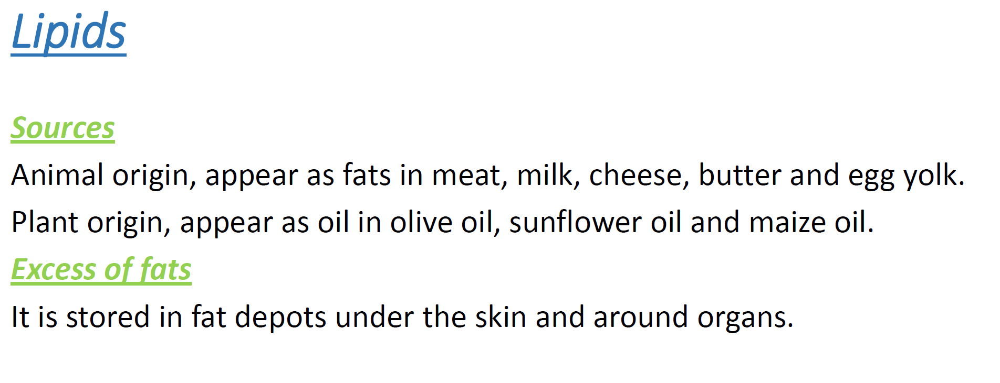 Lipids
Sources
Animal origin, appear as fats in meat, milk, cheese, butter and egg yolk.
Plant origin, appear as oil in olive oil, sunflower oil and maize oil.
Excess of fats
It is stored in fat depots under the skin and around organs.